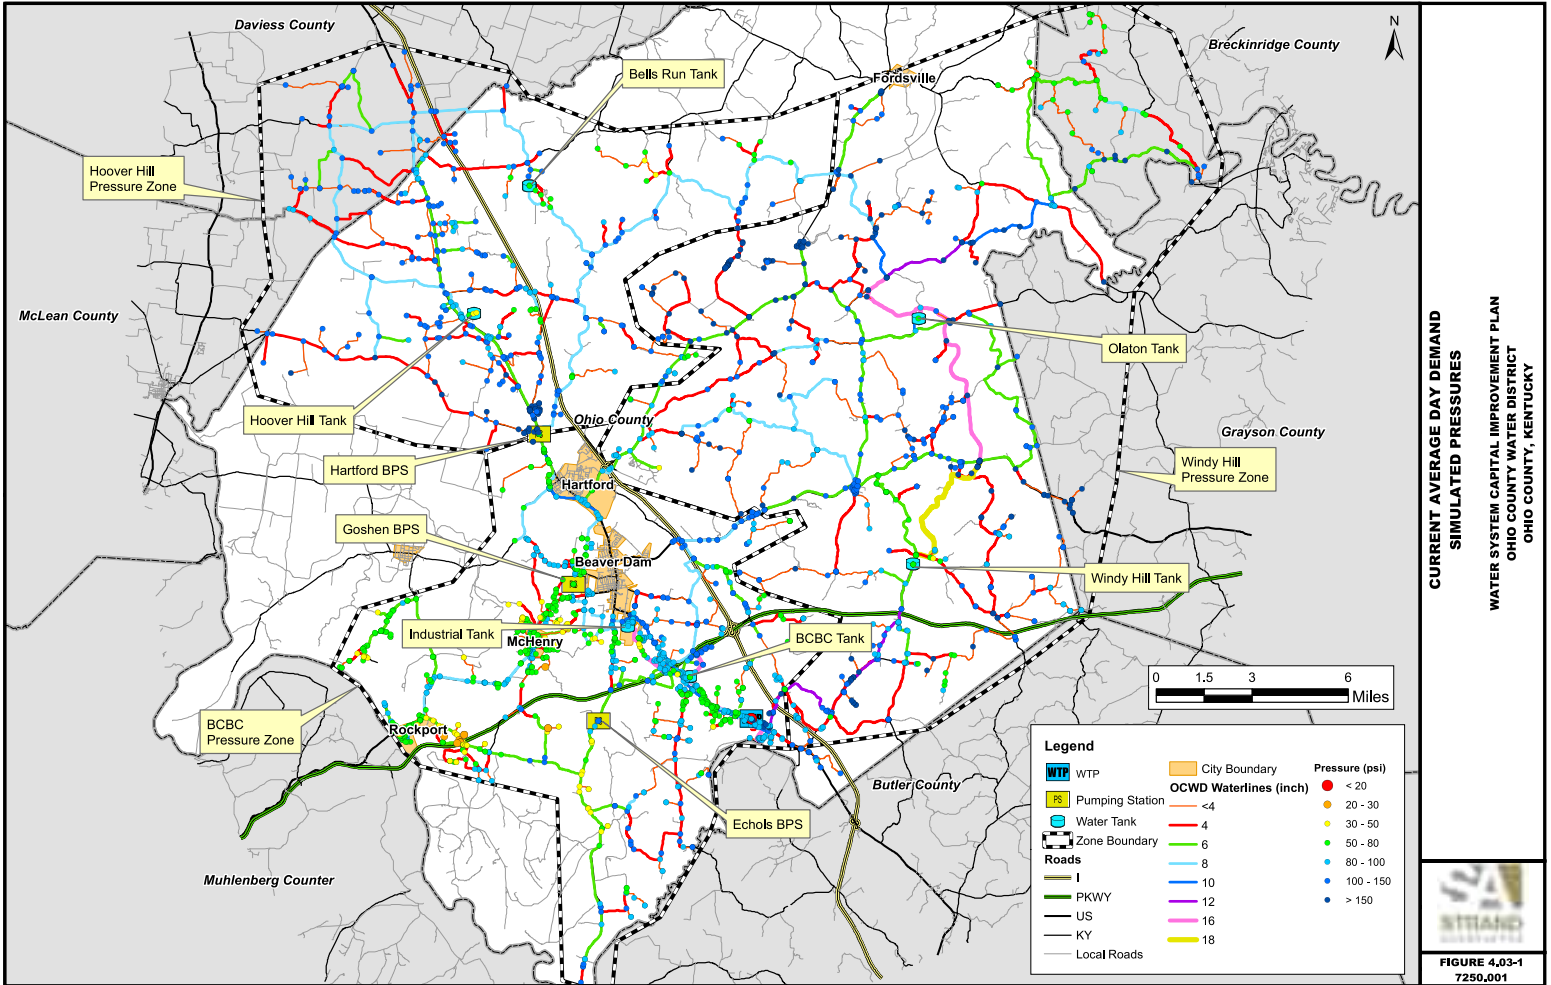 Daviess County
Breckinridge County
N
Bells Run Tank
Fordsville
Hoover Hill
Pressure Zone
McLean County
Olaton Tank
Hoover Hill Tank
Ohio County
Grayson County
Hartford BPS
Windy Hill
Pressure Zone
Hartford
Goshen BPS
Beaver Dam
Windy Hill Tank
Industrial Tank
McHenry
BCBC Tank
BCBC
Pressure Zone
Rockport
Butler County
Echols BPS
Muhlenberg Counter
0 1.5 3 6
Miles
Legend
WTP WTP
PS Pumping Station
Water Tank
Zone Boundary
Roads
I
PKWY
US
KY
Local Roads
City Boundary
OCWD Waterlines (inch)
<4
4
6
8
10
12
16
18
Pressure (psi)
< 20
20 - 30
30 - 50
50 - 80
80 - 100
100 - 150
> 150
CURRENT AVERAGE DAY DEMAND
SIMULATED PRESSURES
WATER SYSTEM CAPITAL IMPROVEMENT PLAN
OHIO COUNTY WATER DISTRICT
OHIO COUNTY, KENTUCKY
STRAND
FIGURE 4.03-1
7250.001